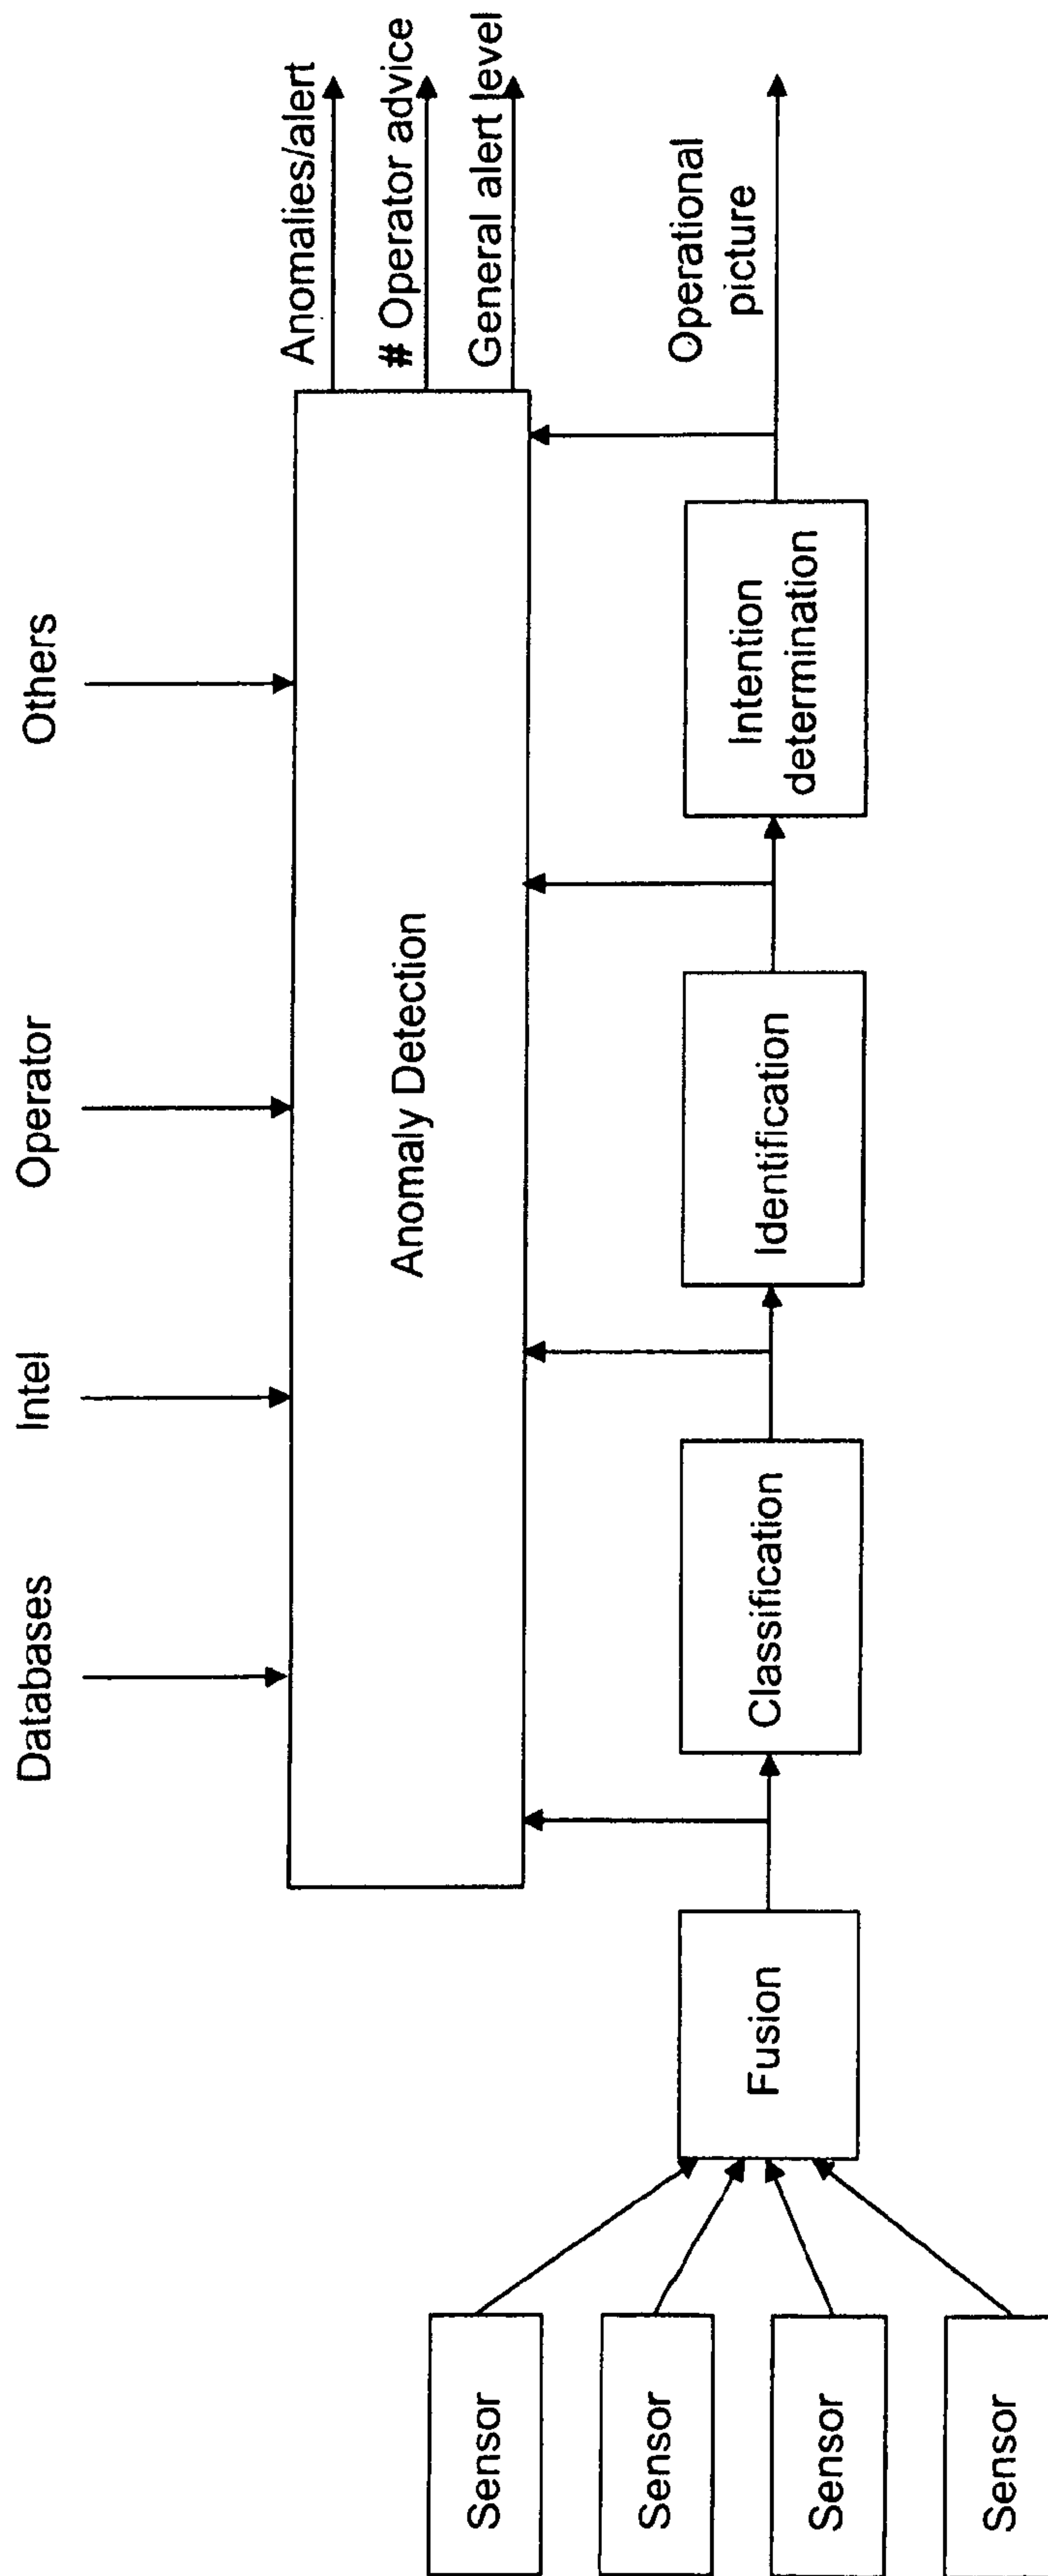 Databases
Intel
Operator
Others
Anomaly Detection
Anomalies/alert
# Operator advice
General alert level
Operational
picture
Sensor
Sensor
Sensor
Sensor
Fusion
Classification
Identification
Intention
determination